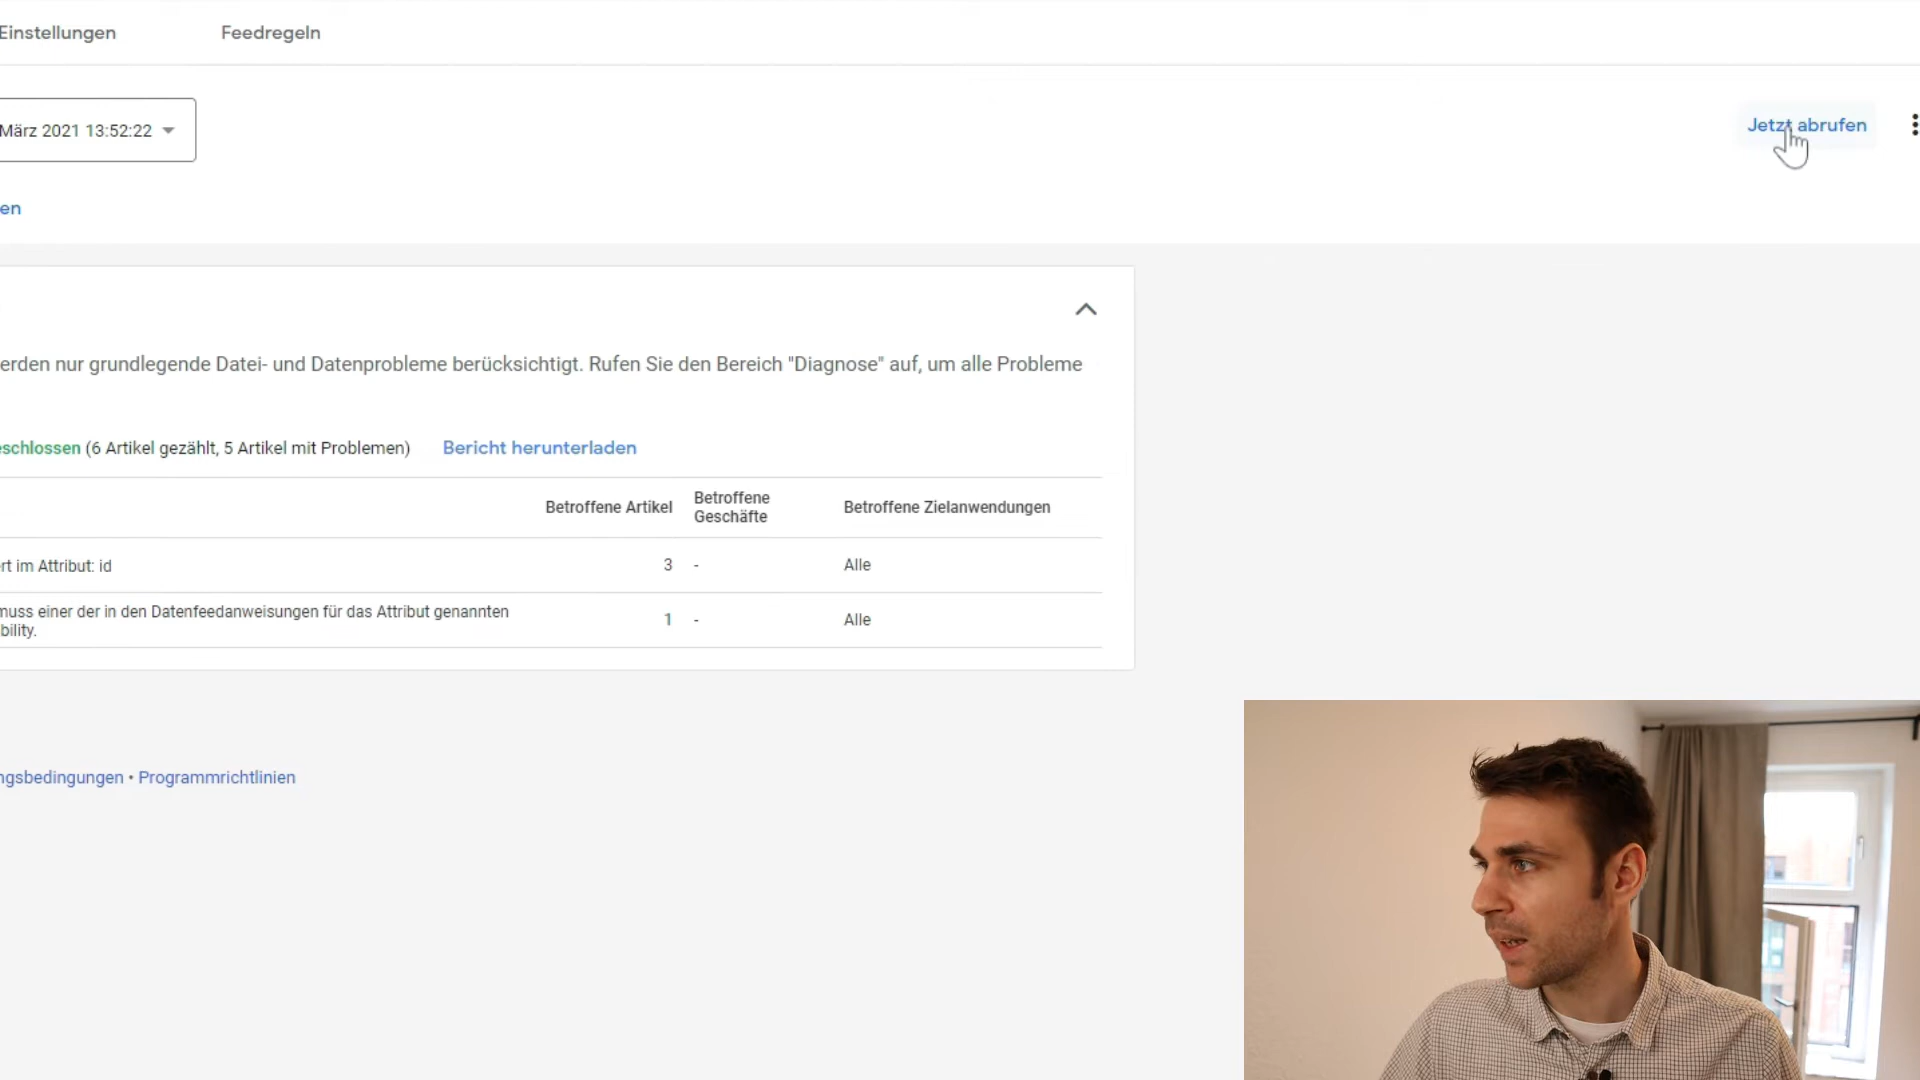 Einstellungen
Feedregeln
März 2021 13:52:22
Jetzt abrufen
en
erden nur grundlegende Datei- und Datenprobleme berücksichtigt. Rufen Sie den Bereich "Diagnose" auf, um alle Probleme
eschlossen (6 Artikel gezählt, 5 Artikel mit Problemen)
Bericht herunterladen
Betroffene Artikel
Betroffene
Geschäfte
Betroffene Zielanwendungen
rt im Attribut: id
3
-
Alle
muss einer der in den Datenfeedanweisungen für das Attribut genannten
bility.
1
-
Alle
ngsbedingungen • Programmrichtlinien